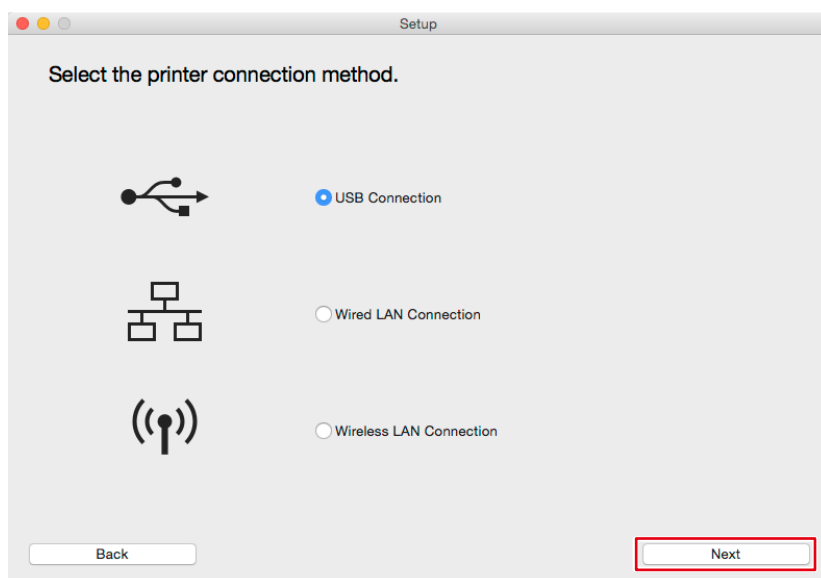 Setup
Select the printer connection method.
USB Connection
Wired LAN Connection
Wireless LAN Connection
Back
Next